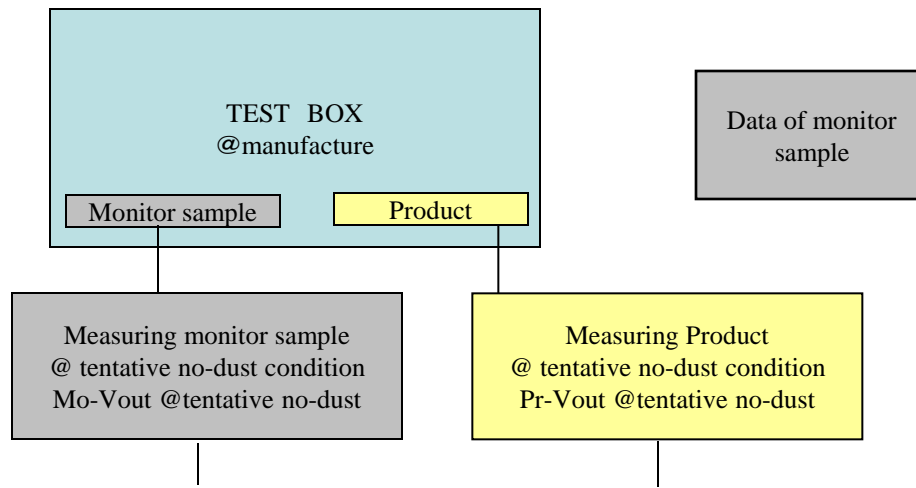 TEST BOX
@manufacture
Data of monitor
sample
Monitor sample
Product
Measuring monitor sample
@ tentative no-dust condition
Mo-Vout @tentative no-dust
Measuring Product
@ tentative no-dust condition
Pr-Vout @tentative no-dust